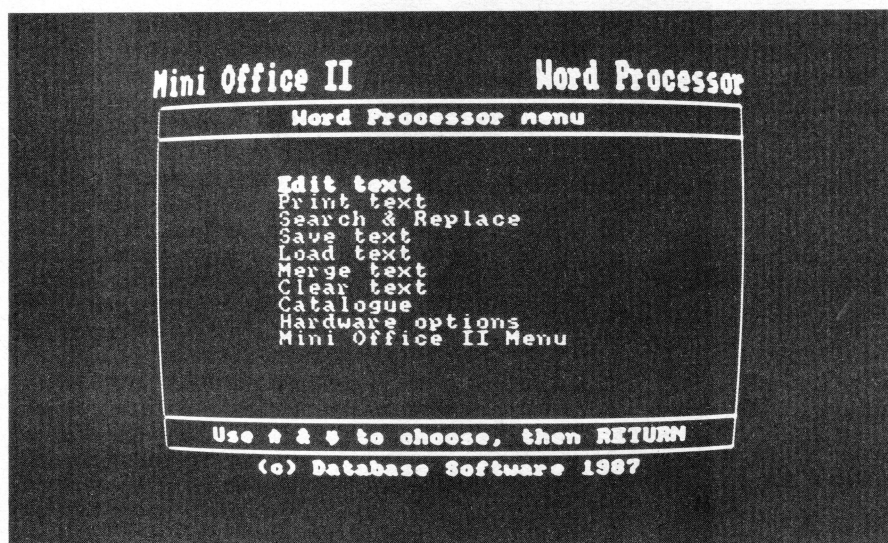 Mini Office II Word Processor
Word Processor menu
Edit text
Print text
Search & Replace
Save text
Load text
Merge text
Clear text
Catalogue
Hardware options
Mini Office II Menu
Use ↑ & ↓ to choose, then RETURN
(c) Database Software 1987